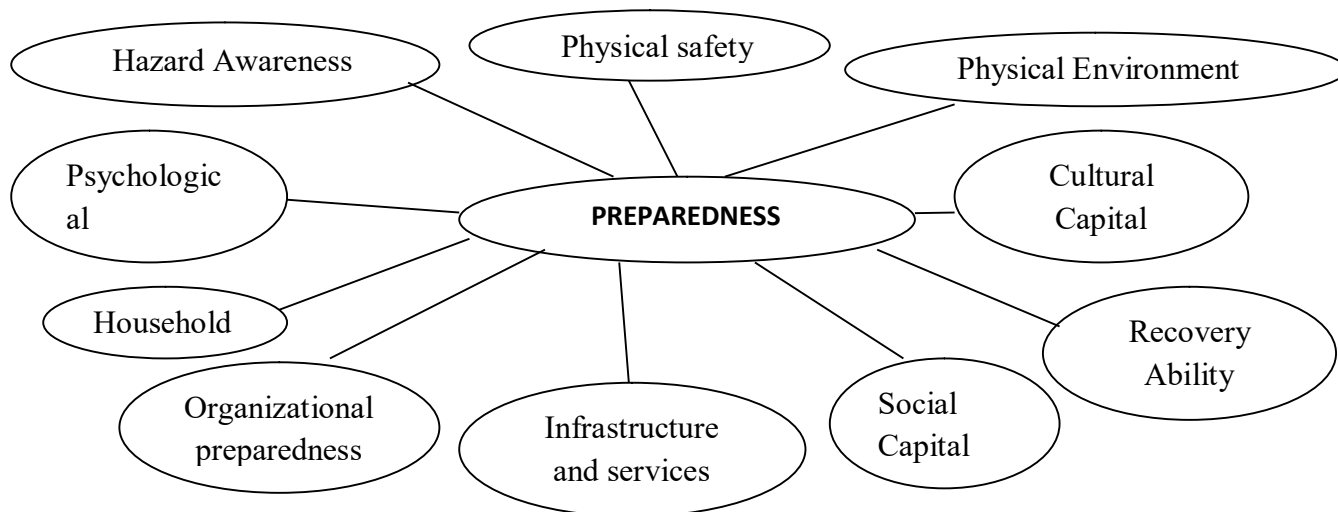 Hazard Awareness
Physical safety
Physical Environment
Psychologic
al
PREPAREDNESS
Cultural
Capital
Household
Recovery
Ability
Organizational
preparedness
Infrastructure
and services
Social
Capital